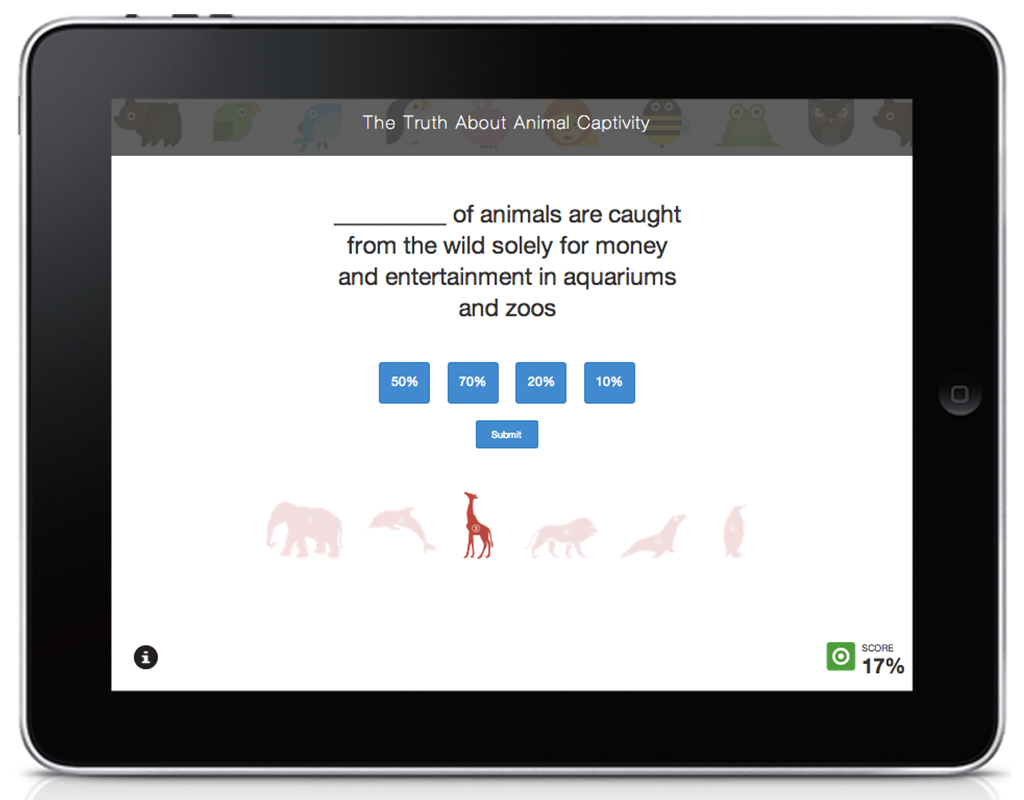 The Truth About Animal Captivity
_________ of animals are caught
from the wild solely for money
and entertainment in aquariums
and zoos
50% 70% 20% 10%
Submit
SCORE
17%